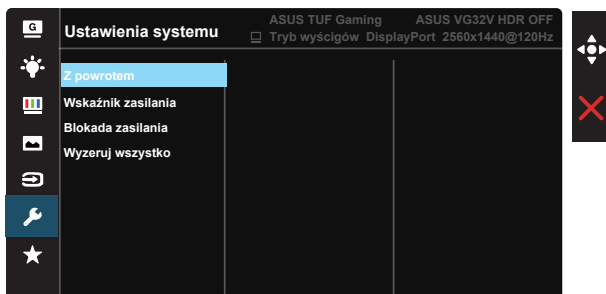 G
Ustawienia systemu
ASUS TUF Gaming ASUS VG32V HDR OFF
Tryb wyścigów DisplayPort 2560x1440@120Hz
Z powrotem
Wskaźnik zasilania
Blokada zasilania
Wyzeruj wszystko